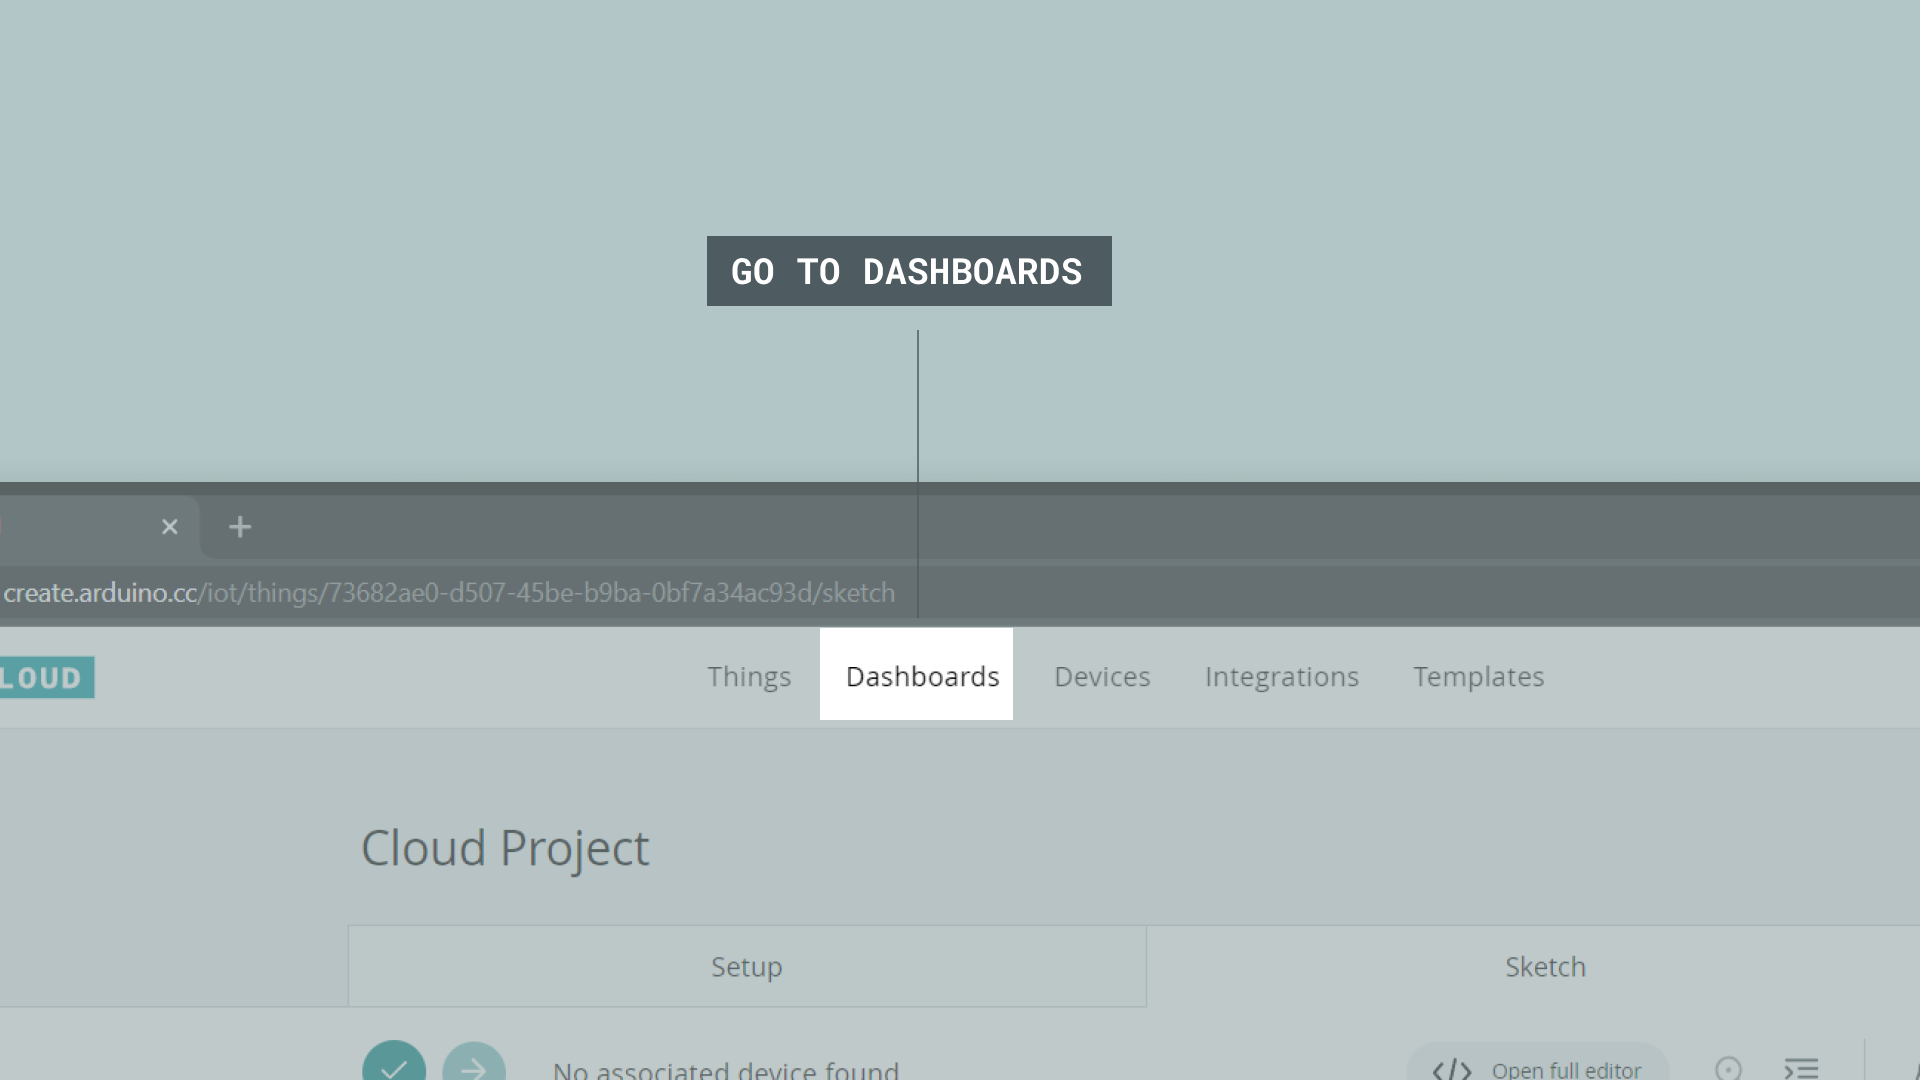 GO TO DASHBOARDS
create.arduino.cc/iot/things/73682ae0-d507-45be-b9ba-0bf7a34ac93d/sketch
LOUD
Things Dashboards Devices Integrations Templates
Cloud Project
Setup Sketch
No associated device found </> Open full editor